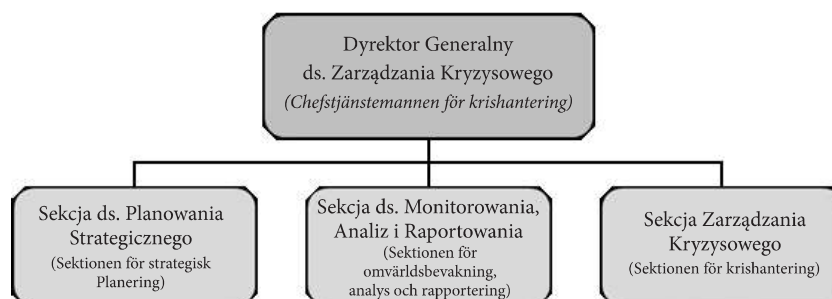 Dyrektor Generalny
ds. Zarządzania Kryzysowego
(Chefstjänstemannen för krishantering)
Sekcja ds. Planowania
Strategicznego
(Sektionen för strategisk
Planering)
Sekcja ds. Monitorowania,
Analiz i Raportowania
(Sektionen för
omvärldsbevakning,
analys och rapportering)
Sekcja Zarządzania
Kryzysowego
(Sektionen för krishantering)